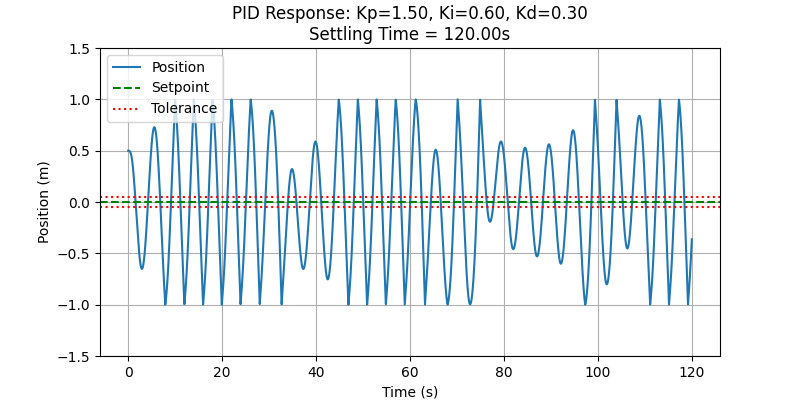 PID Response: Kp=1.50, Ki=0.60, Kd=0.30
Settling Time = 120.00s
Position
Setpoint
Tolerance
1.5
1.0
0.5
0.0
−0.5
−1.0
−1.5
Position (m)
0 20 40 60 80 100 120
Time (s)